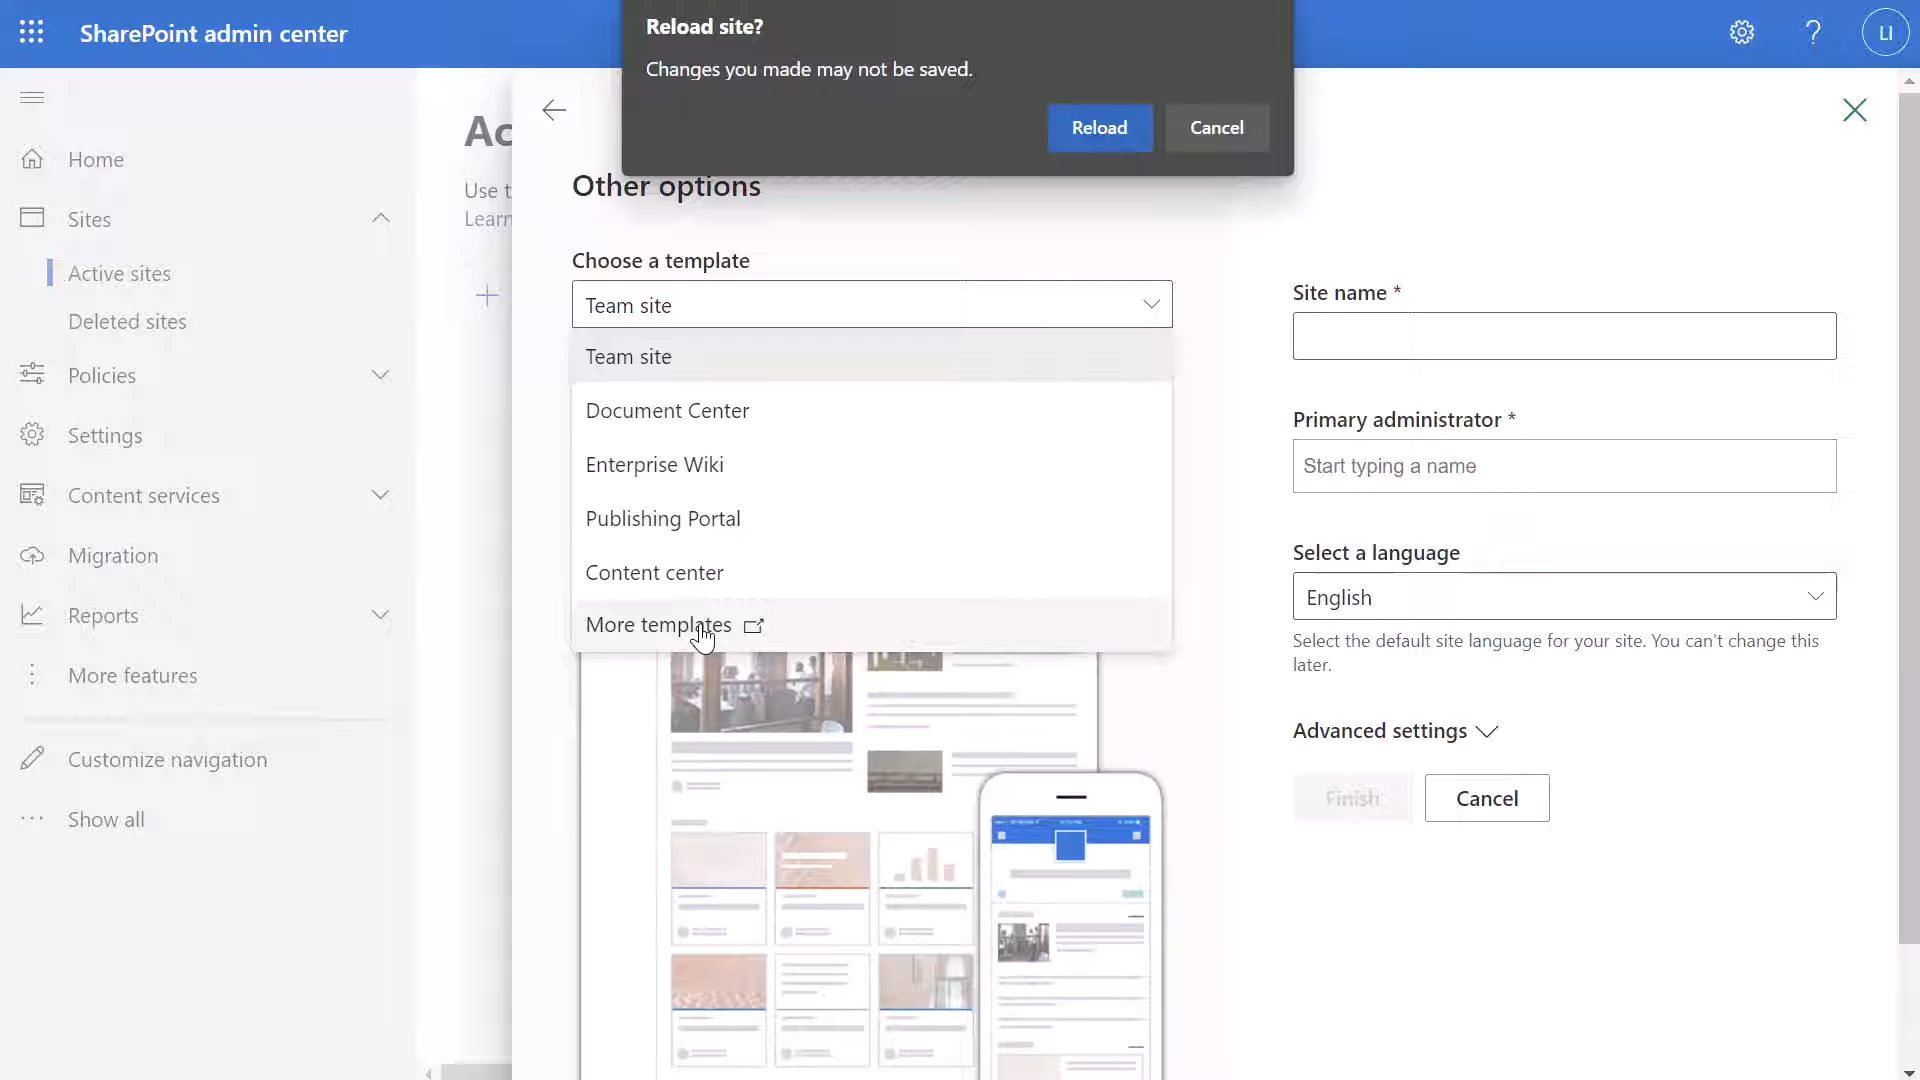 SharePoint admin center
LI
Reload site?
Changes you made may not be saved.
Reload
Cancel
Home
Sites
Active sites
Deleted sites
Policies
Settings
Content services
Migration
Reports
More features
Customize navigation
Show all
Ac
Use t
Learn
Other options
Choose a template
Team site
Team site
Document Center
Enterprise Wiki
Publishing Portal
Content center
More templates
Site name *
Primary administrator *
Start typing a name
Select a language
English
Select the default site language for your site. You can't change this
later.
Advanced settings
Finish
Cancel